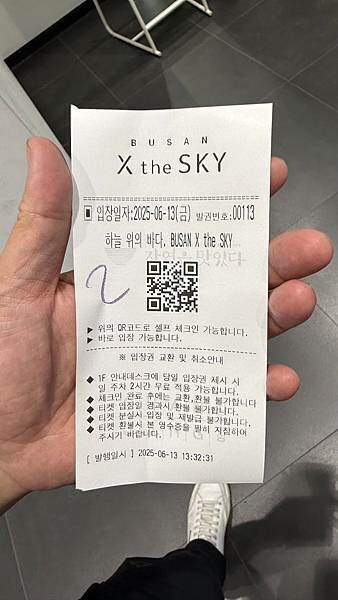 BUSAN
X the SKY
▣ 입장일자:2025-06-13(금) 발권번호:00113
하늘 위의 바다, BUSAN X the SKY
2
▶ 위의 QR코드로 셀프 체크인 가능합니다.
▶ 바로 입장 가능합니다.
※ 입장권 교환 및 취소안내
◆ 1F 안내데스크에 당일 입장권 제시 시
일 주차 2시간 무료 적용 가능합니다.
◆ 체크인 완료 후에는 교환,환불 불가합니다
◆ 티켓 입장일 경과시 환불 불가합니다.
◆ 티켓 분실시 입장 및 재발급 불가합니다.
◆ 티켓 환불시 본 영수증을 필히 지참하여
주시기 바랍니다.
[ 발행일시 ] 2025-06-13 13:32:31